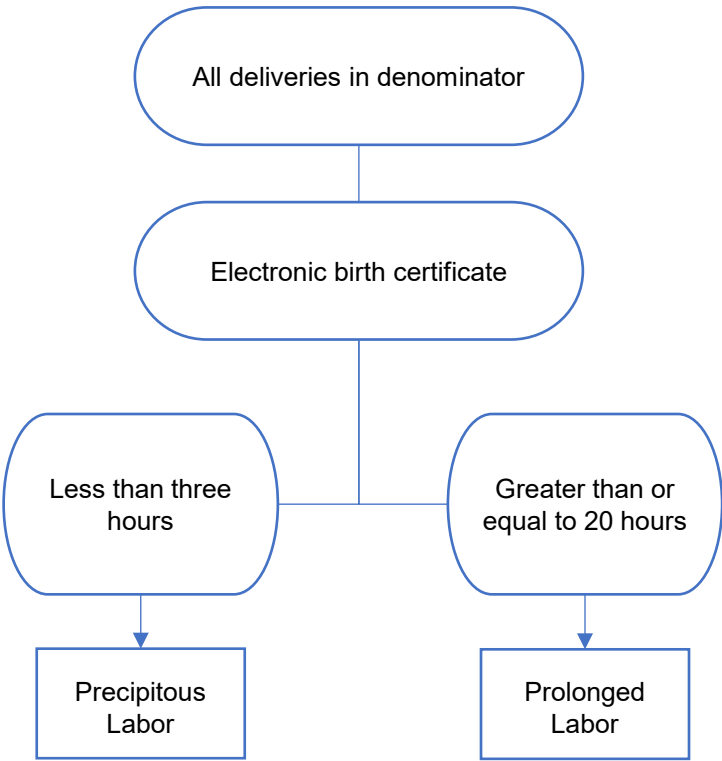 All deliveries in denominator
Electronic birth certificate
Less than three
hours
Greater than or
equal to 20 hours
Precipitous
Labor
Prolonged
Labor